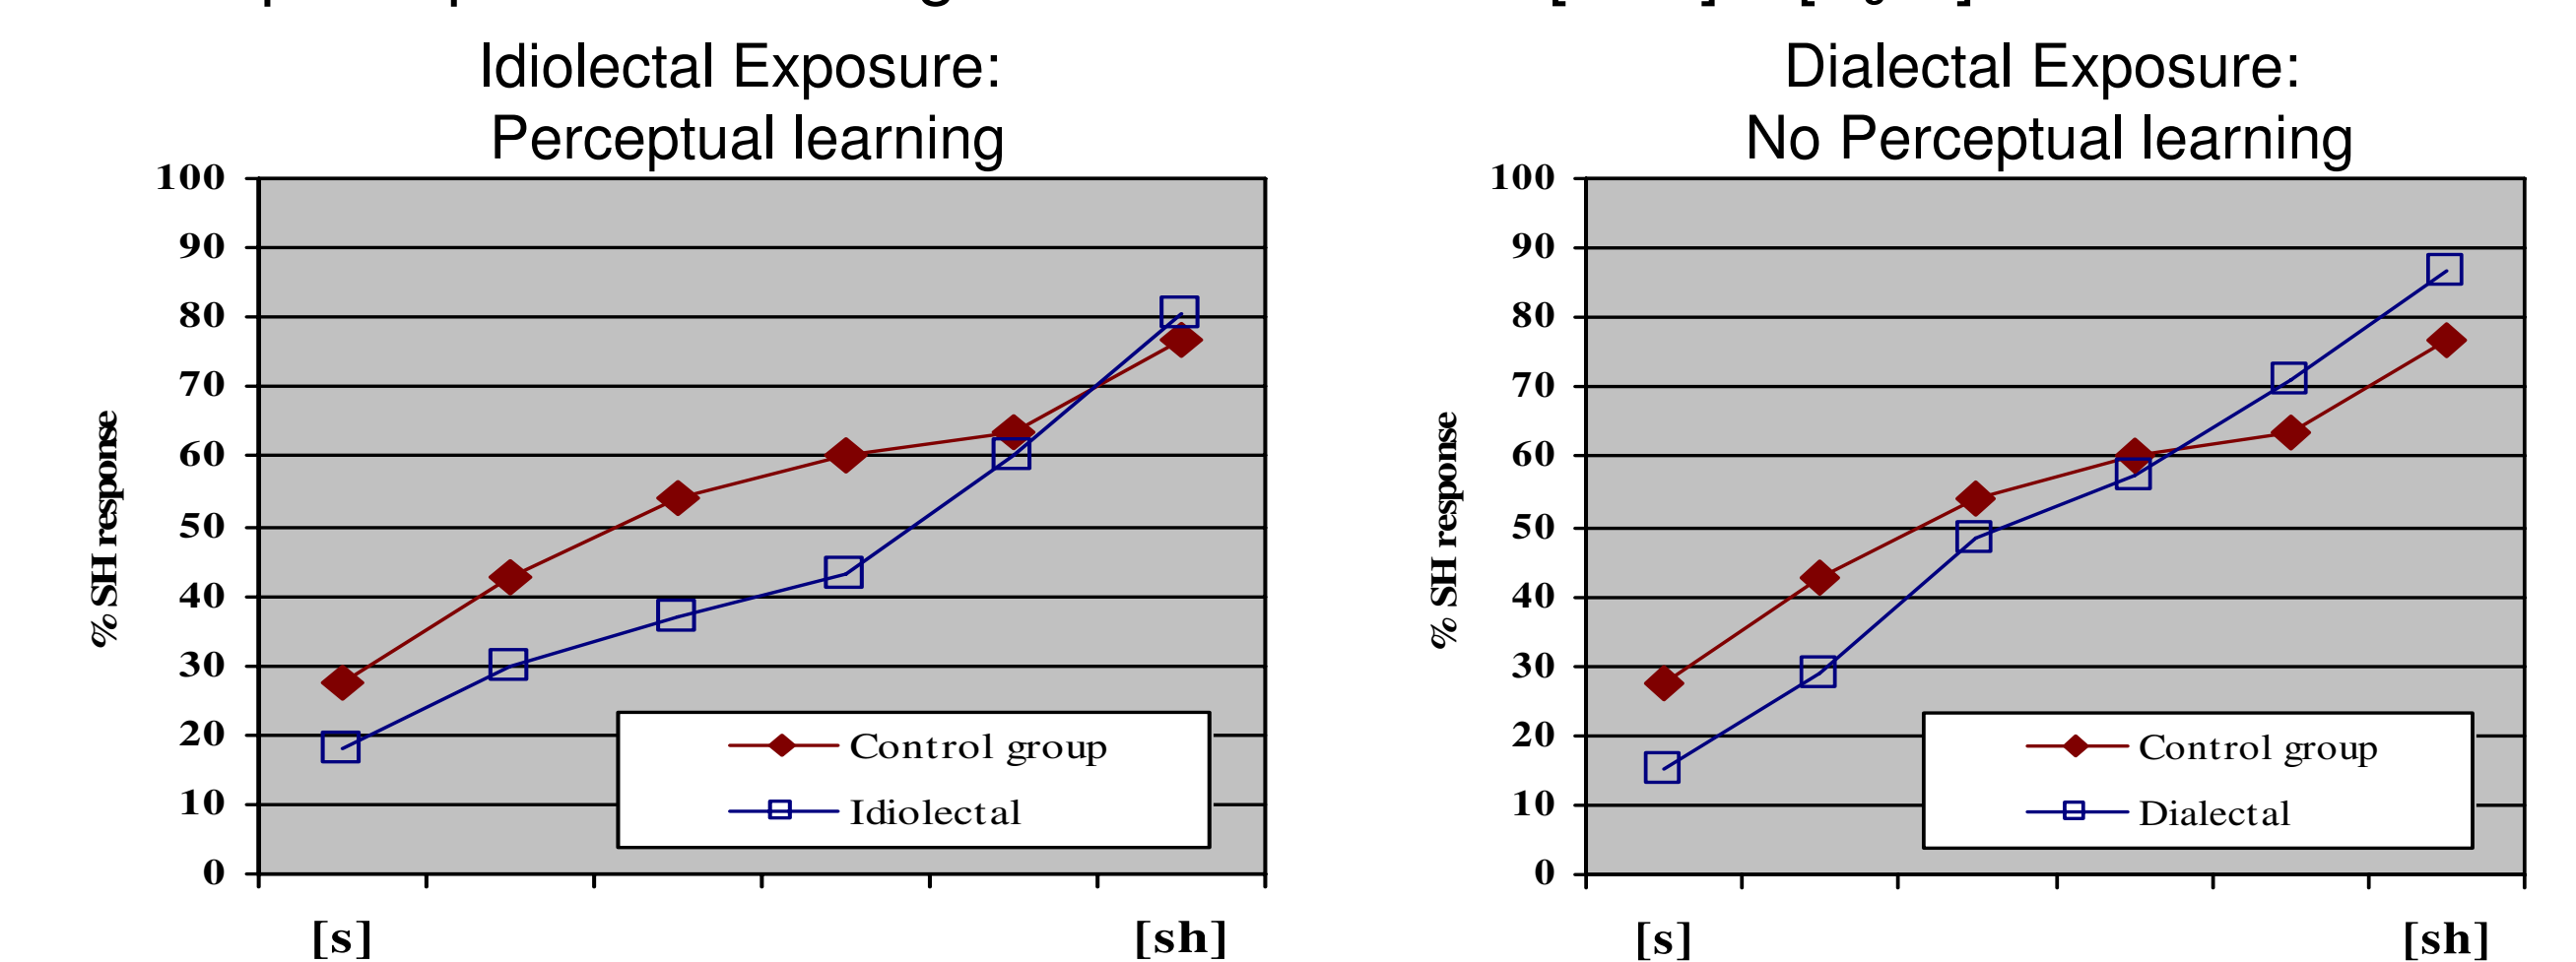 Idiolectal Exposure:
Perceptual learning
100
90
80
70
60
50
40
30
20
10
0
% SH response
Control group
Idiolectal
[s]
[sh]
Dialectal Exposure:
No Perceptual learning
100
90
80
70
60
50
40
30
20
10
0
% SH response
Control group
Dialectal
[s]
[sh]